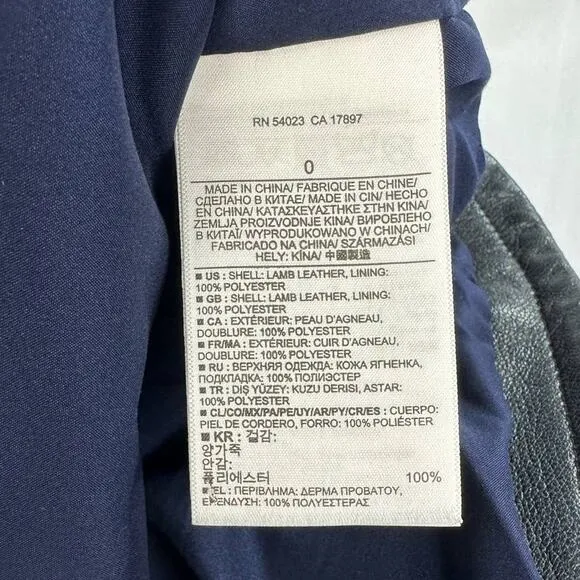 RN 54023 CA 17897
0
MADE IN CHINA/ FABRIQUE EN CHINE/
СДЕЛАНО В КИТАЕ/ MADE IN CIN/ HECHO
EN CHINA/ ΚΑΤΑΣΚΕΥΑΣΤΗΚΕ ΣΤΗΝ ΚΙΝΑ/
ZEMLJA PROIZVODNJE KINA/ ВИРОБЛЕНО
В КИТАЇ/ WYPRODUKOWANO W CHINACH/
FABRICADO NA CHINA/ SZÁRMAZÁSI
HELY: KÍNA/ 中國製造
■ US : SHELL: LAMB LEATHER, LINING:
100% POLYESTER
■ GB : SHELL: LAMB LEATHER, LINING:
100% POLYESTER
■ CA : EXTÉRIEUR: PEAU D'AGNEAU,
DOUBLURE: 100% POLYESTER
■ FR/MA : EXTÉRIEUR: CUIR D'AGNEAU,
DOUBLURE: 100% POLYESTER
■ RU : ВЕРХНЯЯ ОДЕЖДА: КОЖА ЯГНЕНКА,
ПОДКЛАДКА: 100% ПОЛИЭСТЕР
■ TR : DIŞ YÜZEY: KUZU DERISI, ASTAR:
100% POLYESTER
■ CL/CO/MX/PA/PE/UY/AR/PY/CR/ES : CUERPO:
PIEL DE CORDERO, FORRO: 100% POLIÉSTER
■ KR : 겉감:
양가죽
안감:
폴리에스터 100%
■ EL : ΠΕΡΙΒΛΗΜΑ: ΔΕΡΜΑ ΠΡΟΒΑΤΟΥ,
ΕΠΕΝΔΥΣΗ: 100% ΠΟΛΥΕΣΤΕΡΑΣ